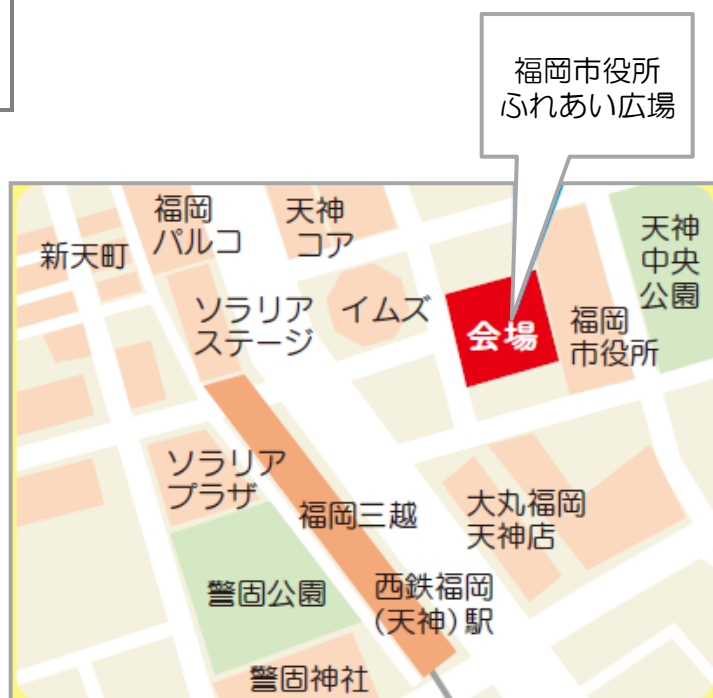 福岡市役所
ふれあい広場
福岡
パルコ
天神
コア
新天町
天神
中央
公園
ソラリア
ステージ
イムズ
会場
福岡
市役所
ソラリア
プラザ
福岡三越
大丸福岡
天神店
警固公園
西鉄福岡
(天神)駅
警固神社